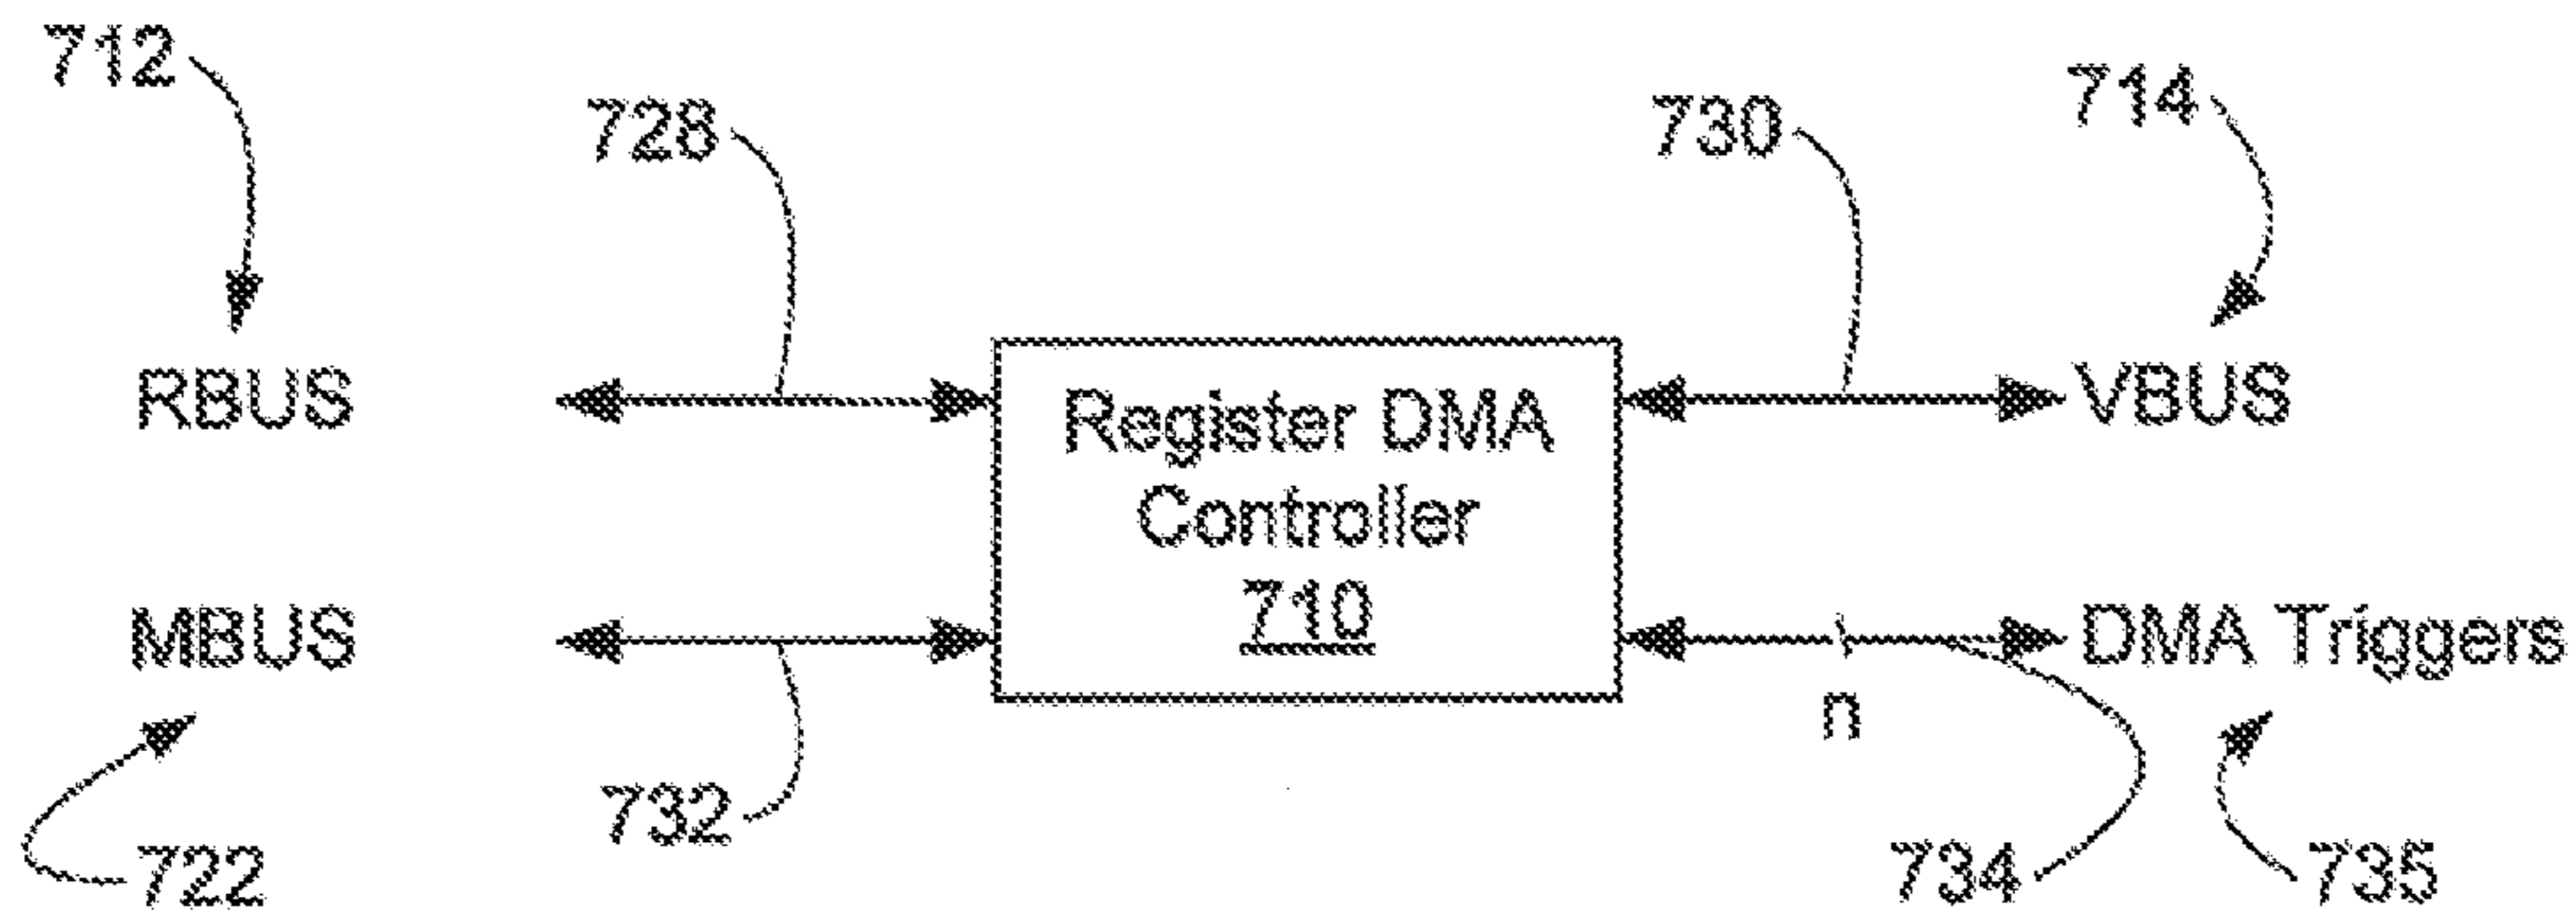 712
728
730
714
RBUS
Register DMA
Controller
710
VBUS
MBUS
DMA Triggers
n
722
732
734
735